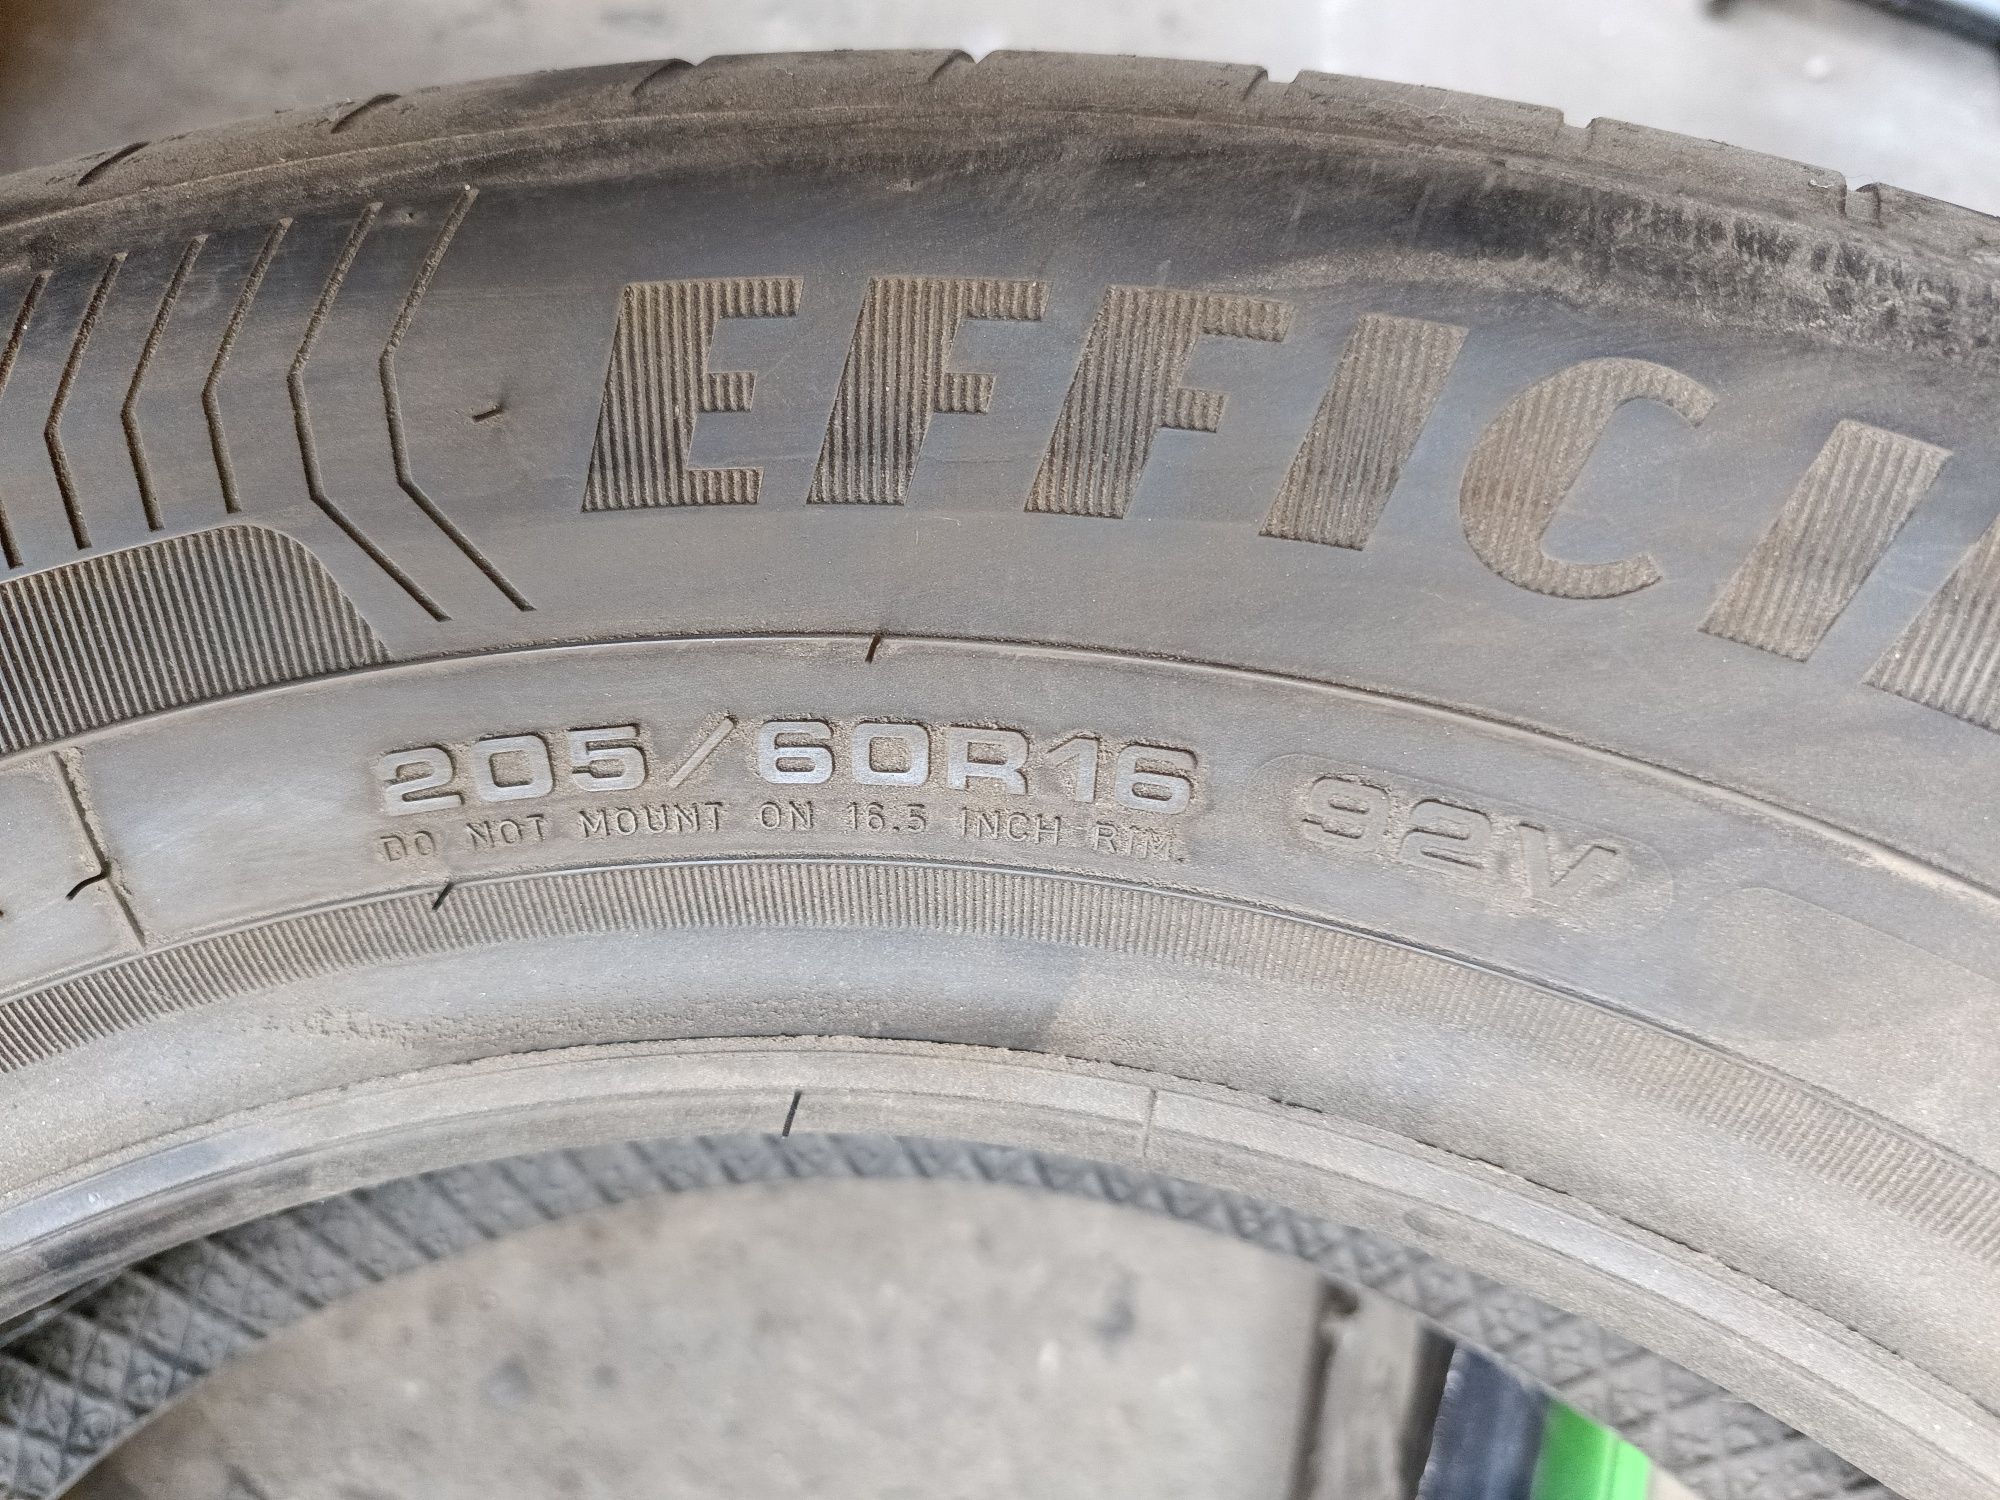 EFFICI
205/60R16 92V
DO NOT MOUNT ON 16.5 INCH RIM.